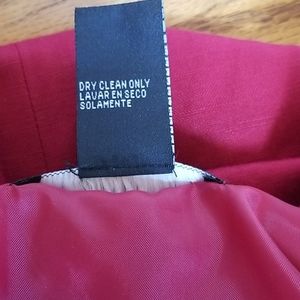 DRY CLEAN ONLY
LAVAR EN SECO
SOLAMENTE